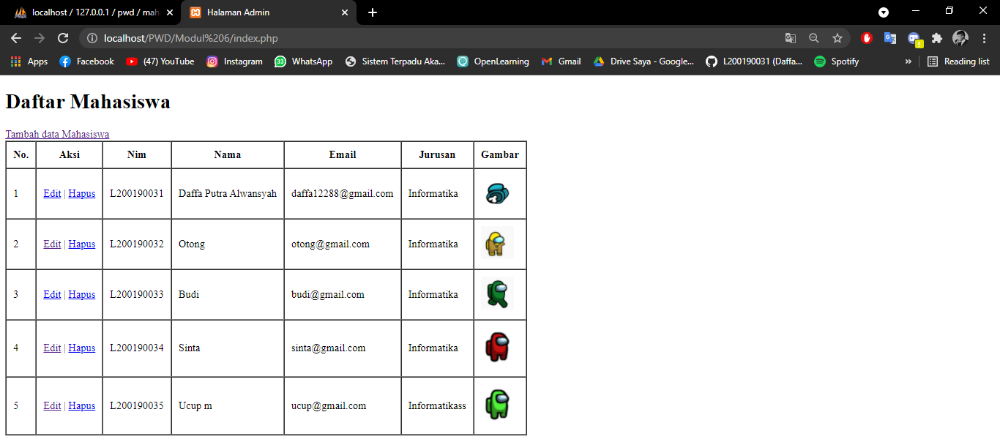 localhost / 127.0.0.1 / pwd / mah
Halaman Admin
localhost/PWD/Modul%206/index.php
Apps Facebook (47) YouTube Instagram 33 WhatsApp Sistem Terpadu Aka... OpenLearning Gmail Drive Saya - Google... L200190031 (Daffa... Spotify » Reading list
Daftar Mahasiswa
Tambah data Mahasiswa
No. Aksi Nim Nama Email Jurusan Gambar
1 Edit | Hapus L200190031 Daffa Putra Alwansyah daffa12288@gmail.com Informatika
2 Edit | Hapus L200190032 Otong otong@gmail.com Informatika
3 Edit | Hapus L200190033 Budi budi@gmail.com Informatika
4 Edit | Hapus L200190034 Sinta sinta@gmail.com Informatika
5 Edit | Hapus L200190035 Ucup m ucup@gmail.com Informatikass